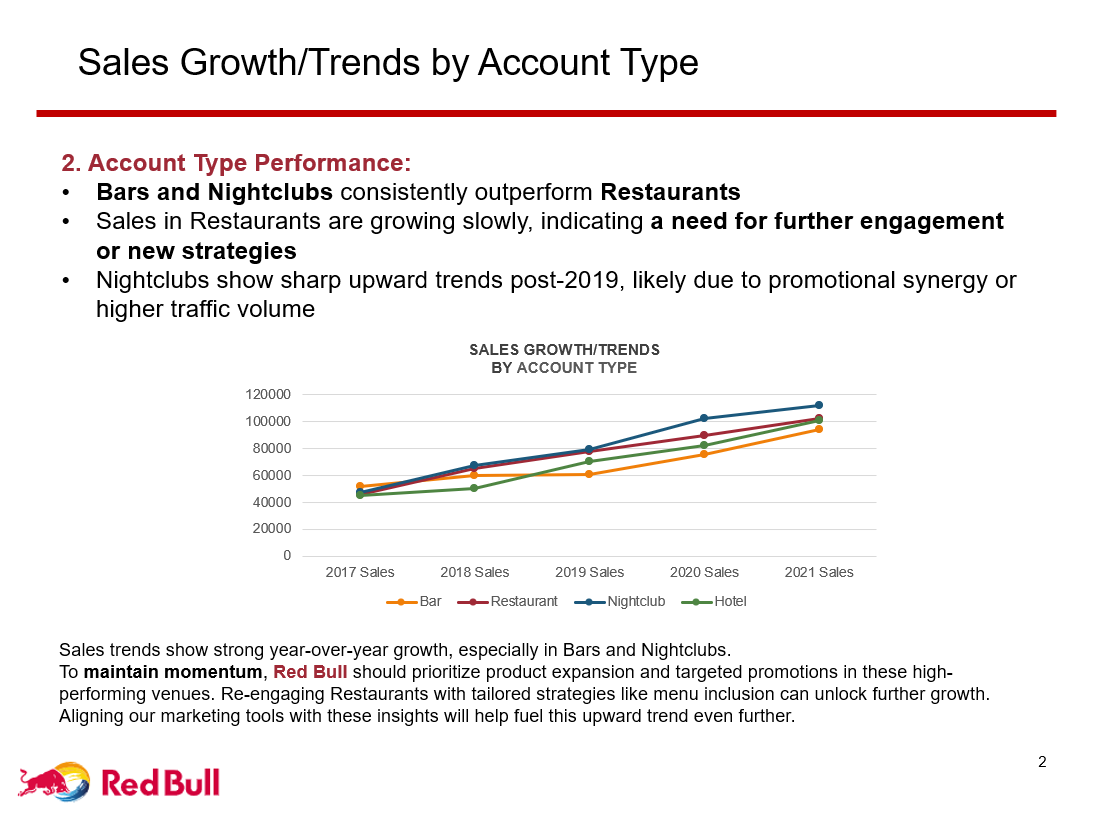 Sales Growth/Trends by Account Type
2. Account Type Performance:
• Bars and Nightclubs consistently outperform Restaurants
• Sales in Restaurants are growing slowly, indicating a need for further engagement
or new strategies
• Nightclubs show sharp upward trends post-2019, likely due to promotional synergy or
higher traffic volume
SALES GROWTH/TRENDS
BY ACCOUNT TYPE
120000
100000
80000
60000
40000
20000
0
2017 Sales 2018 Sales 2019 Sales 2020 Sales 2021 Sales
Bar Restaurant Nightclub Hotel
Sales trends show strong year-over-year growth, especially in Bars and Nightclubs.
To maintain momentum, Red Bull should prioritize product expansion and targeted promotions in these high-
performing venues. Re-engaging Restaurants with tailored strategies like menu inclusion can unlock further growth.
Aligning our marketing tools with these insights will help fuel this upward trend even further.
2
Red Bull